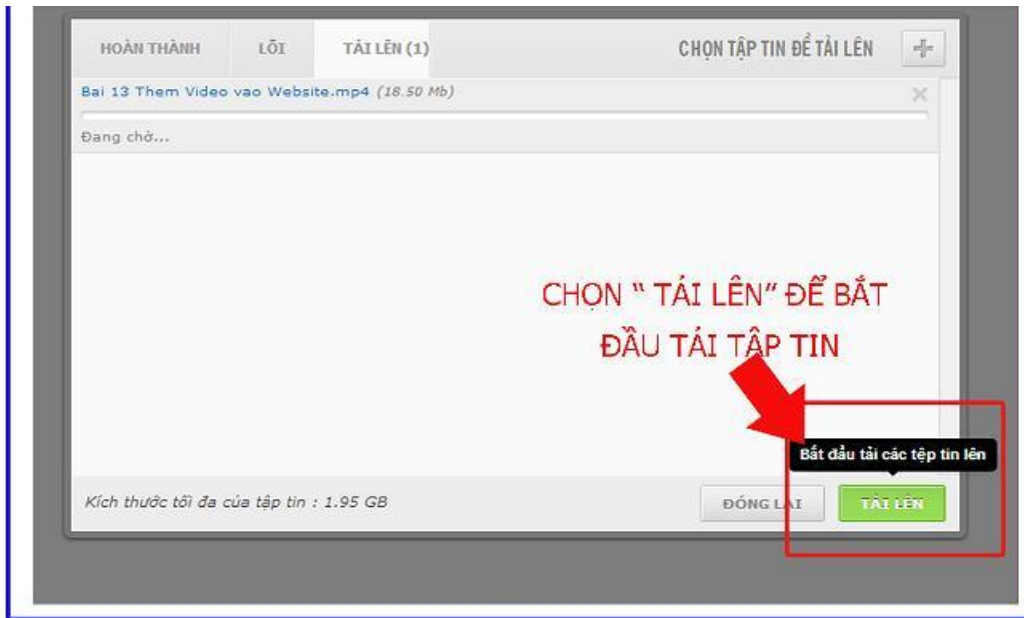 HOÀN THÀNH LỖI TẢI LÊN (1) CHỌN TẬP TIN ĐỂ TẢI LÊN
Bai 13 Them Video vao Website.mp4 (18.50 Mb)
Đang chờ...
CHỌN “ TẢI LÊN” ĐỂ BẮT
ĐẦU TẢI TẬP TIN
Bắt đầu tải các tệp tin lên
Kích thước tối đa của tập tin : 1.95 GB ĐÓNG LẠI TẢI LÊN